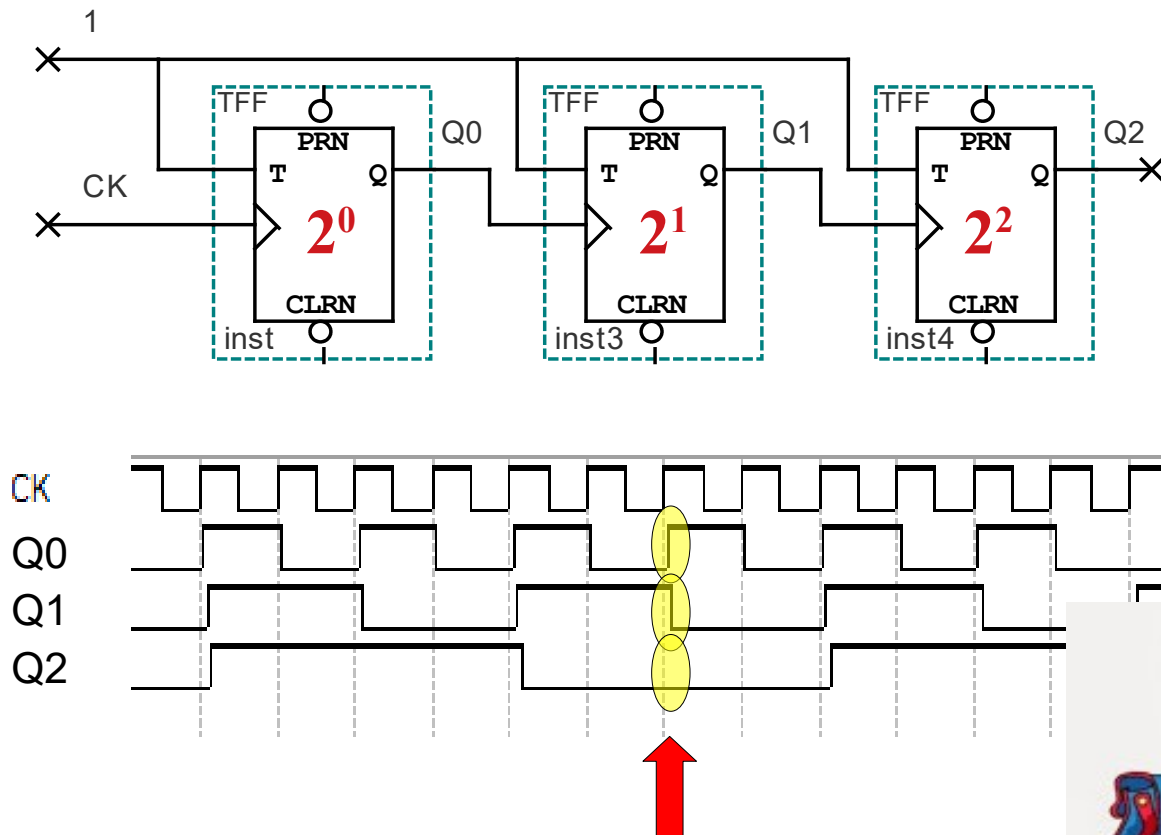 1
TFF TFF TFF
PRN Q0 PRN Q1 PRN Q2
T Q T Q T Q
CK
2⁰ 2¹ 2²
CLRN CLRN CLRN
inst inst3 inst4
CK
Q0
Q1
Q2